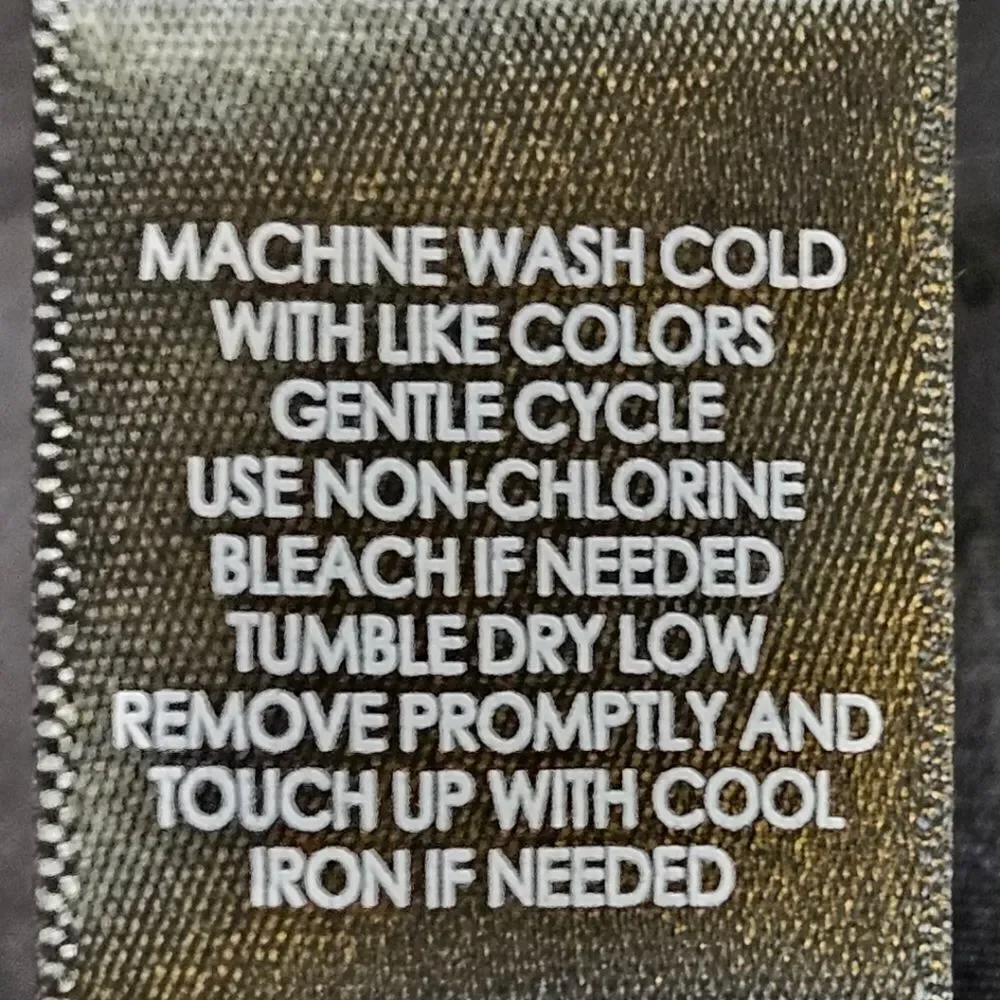 MACHINE WASH COLD
WITH LIKE COLORS
GENTLE CYCLE
USE NON-CHLORINE
BLEACH IF NEEDED
TUMBLE DRY LOW
REMOVE PROMPTLY AND
TOUCH UP WITH COOL
IRON IF NEEDED